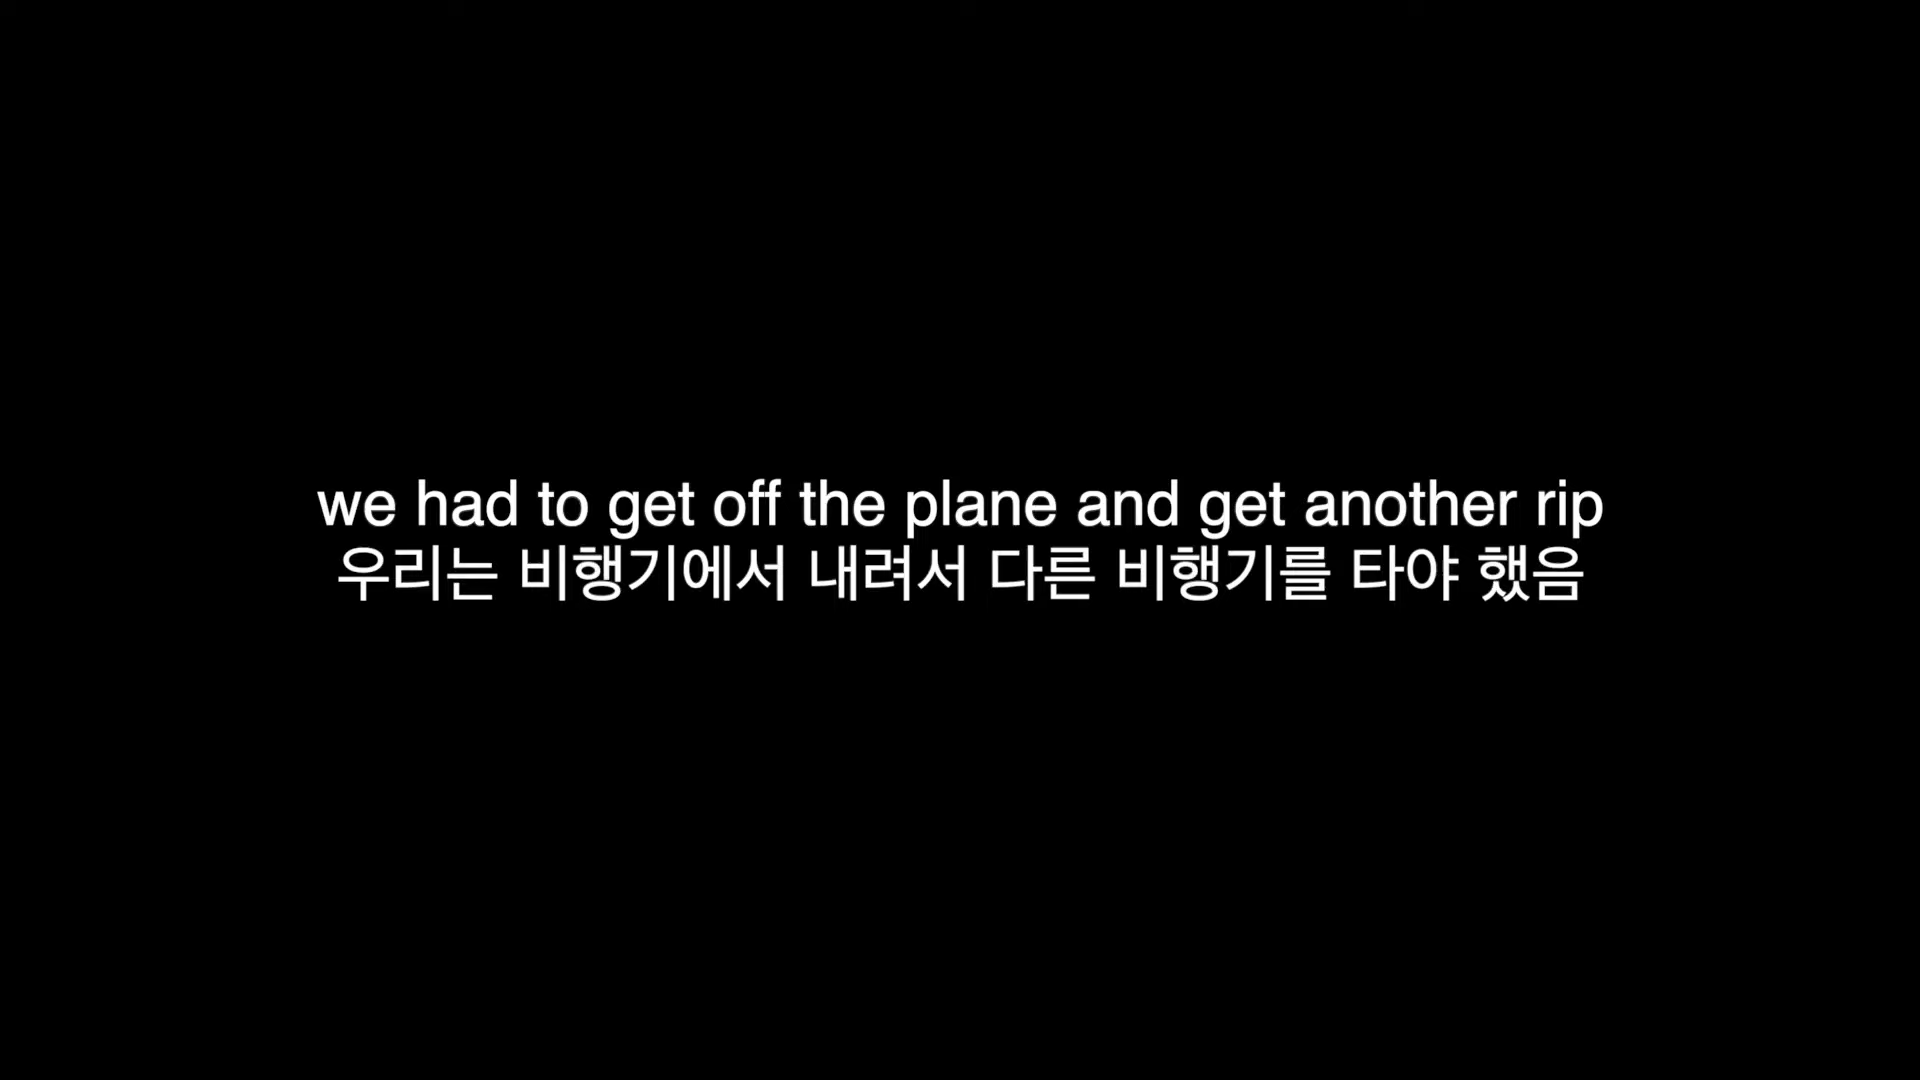 we had to get off the plane and get another rip
우리는 비행기에서 내려서 다른 비행기를 타야 했음